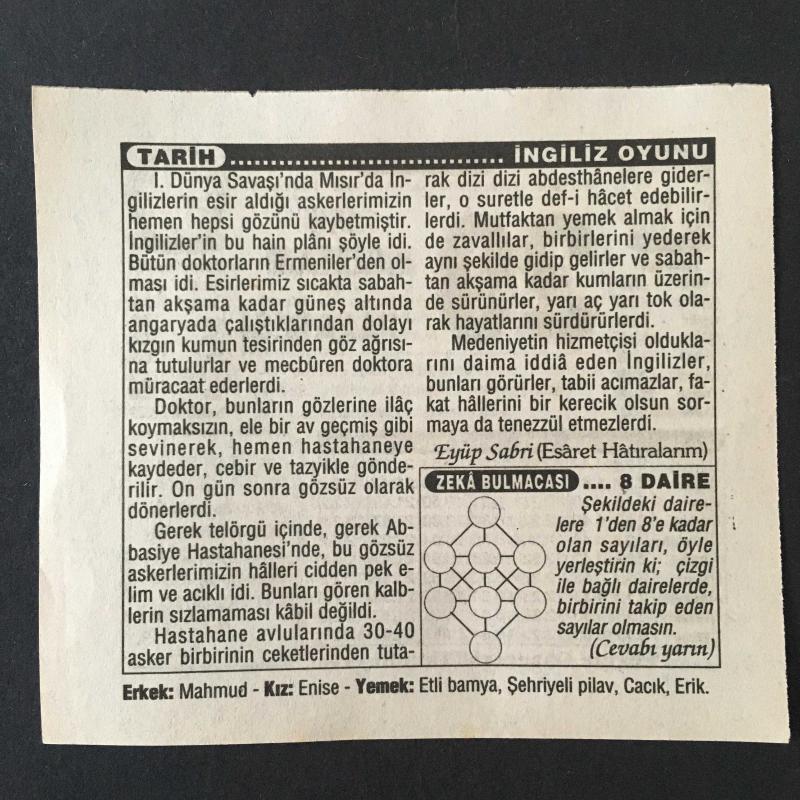 TARİH ................................. İNGİLİZ OYUNU
I. Dünya Savaşı'nda Mısır'da İn-
gilizlerin esir aldığı askerlerimizin
hemen hepsi gözünü kaybetmiştir.
İngilizler'in bu hain plânı şöyle idi.
Bütün doktorların Ermeniler'den ol-
ması idi. Esirlerimiz sıcakta sabah-
tan akşama kadar güneş altında
angaryada çalıştıklarından dolayı
kızgın kumun tesirinden göz ağrısı-
na tutulurlar ve mecbûren doktora
müracaat ederlerdi.
Doktor, bunların gözlerine ilâç
koymaksızın, ele bir av geçmiş gibi
sevinerek, hemen hastahaneye
kaydeder, cebir ve tazyikle gönde-
rilir. On gün sonra gözsüz olarak
dönerlerdi.
Gerek telörgü içinde, gerek Ab-
basiye Hastahanesi'nde, bu gözsüz
askerlerimizin hâlleri cidden pek e-
lim ve acıklı idi. Bunları gören kalb-
lerin sızlamaması kâbil değildi.
Hastahane avlularında 30-40
asker birbirinin ceketlerinden tuta-
rak dizi dizi abdesthânelere gider-
ler, o suretle def-i hâcet edebilir-
lerdi. Mutfaktan yemek almak için
de zavallılar, birbirlerini yederek
aynı şekilde gidip gelirler ve sabah-
tan akşama kadar kumların üzerin-
de sürünürler, yarı aç yarı tok ola-
rak hayatlarını sürdürürlerdi.
Medeniyetin hizmetçisi oldukla-
rını daima iddiâ eden İngilizler,
bunları görürler, tabii acımazlar, fa-
kat hâllerini bir kerecik olsun sor-
maya da tenezzül etmezlerdi.
Eyüp Sabri (Esâret Hâtıralarım)
ZEKÂ BULMACASI .... 8 DAİRE
Şekildeki daire-
lere 1'den 8'e kadar
olan sayıları, öyle
yerleştirin ki; çizgi
ile bağlı dairelerde,
birbirini takip eden
sayılar olmasın.
(Cevabı yarın)
Erkek: Mahmud - Kız: Enise - Yemek: Etli bamya, Şehriyeli pilav, Cacık, Erik.